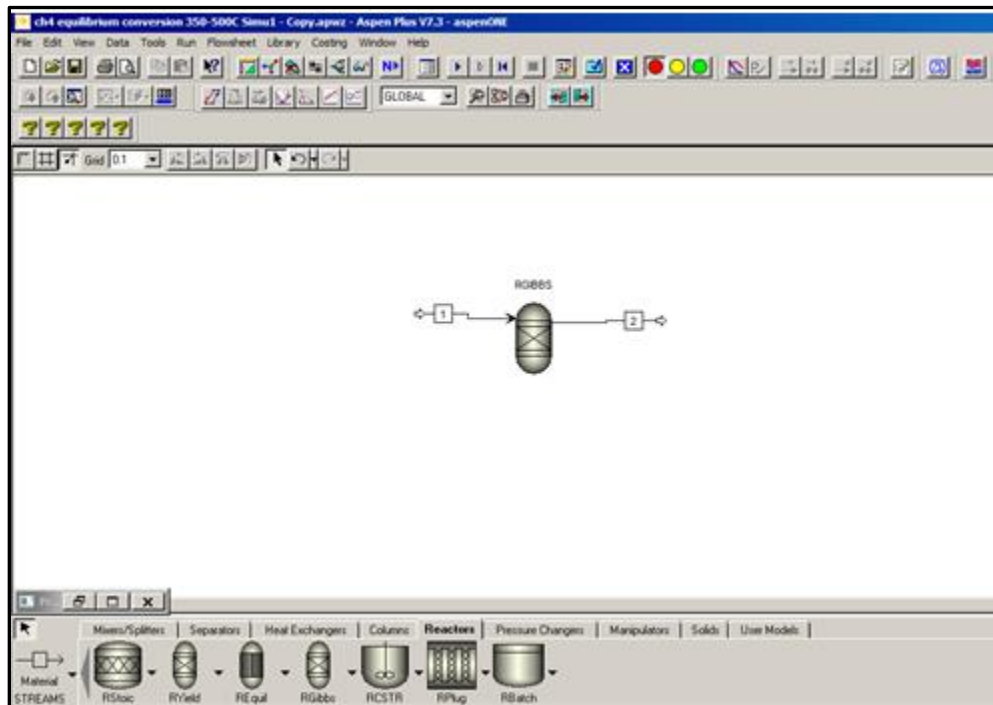 ch4 equilibrium conversion 350-500C Simu1 - Copy.apwz - Aspen Plus V7.3 - aspenONE
File Edit View Data Tools Run Flowsheet Library Costing Window Help
N>
GLOBAL
? ? ? ? ?
Grid 0.1
RGIBBS
1 2
Mixers/Splitters Separators Heat Exchangers Columns Reactors Pressure Changers Manipulators Solids User Models
Material
STREAMS RStoic RYield REquil RGibbs RCSTR RPlug RBatch